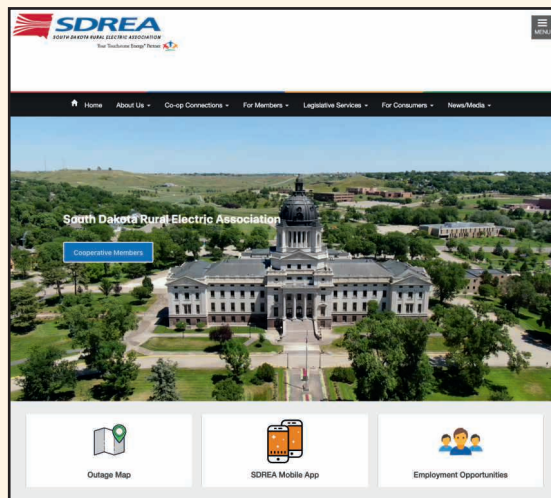 SDREA
SOUTH DAKOTA RURAL ELECTRIC ASSOCIATION
Your Touchstone Energy® Partner
MENU
Home About Us Co-op Connections For Members Legislative Services For Consumers News/Media
South Dakota Rural Electric Association
Cooperative Members
Outage Map SDREA Mobile App Employment Opportunities